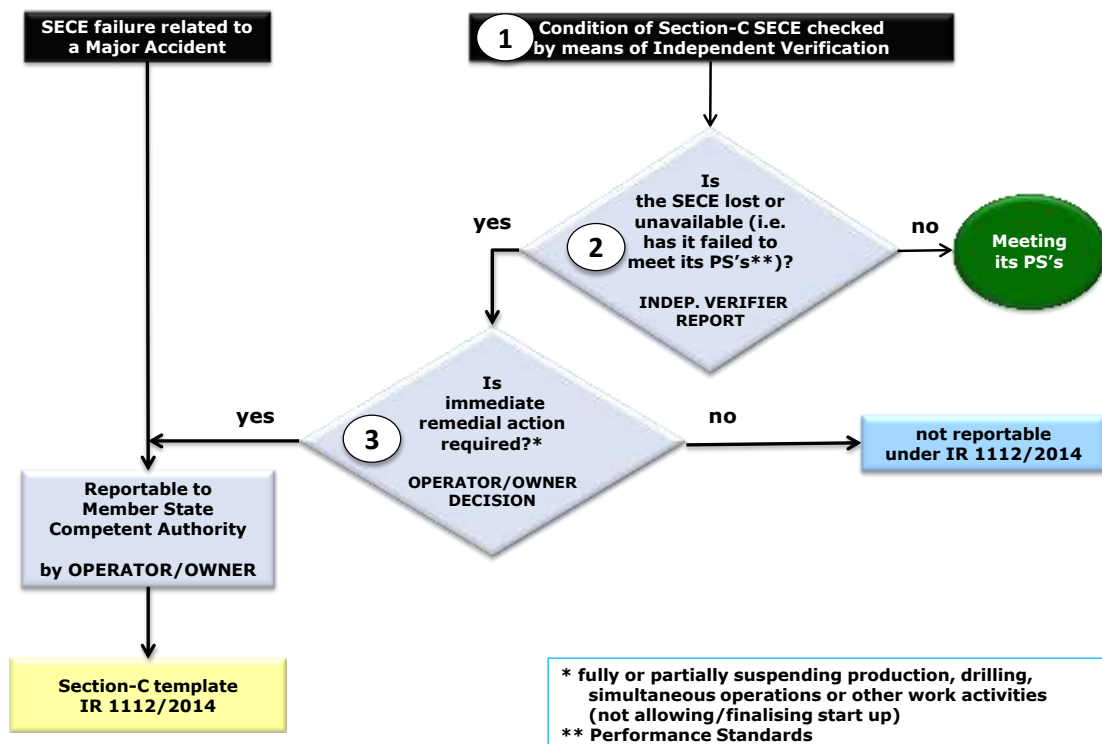 SECE failure related to
a Major Accident
1
Condition of Section-C SECE checked
by means of Independent Verification
Is
the SECE lost or
unavailable (i.e.
has it failed to
meet its PS's**)?
INDEP. VERIFIER
REPORT
2
yes
no
Meeting
its PS's
Is
immediate
remedial action
required?*
OPERATOR/OWNER
DECISION
3
yes
no
not reportable
under IR 1112/2014
Reportable to
Member State
Competent Authority
by OPERATOR/OWNER
Section-C template
IR 1112/2014
* fully or partially suspending production, drilling,
simultaneous operations or other work activities
(not allowing/finalising start up)
** Performance Standards